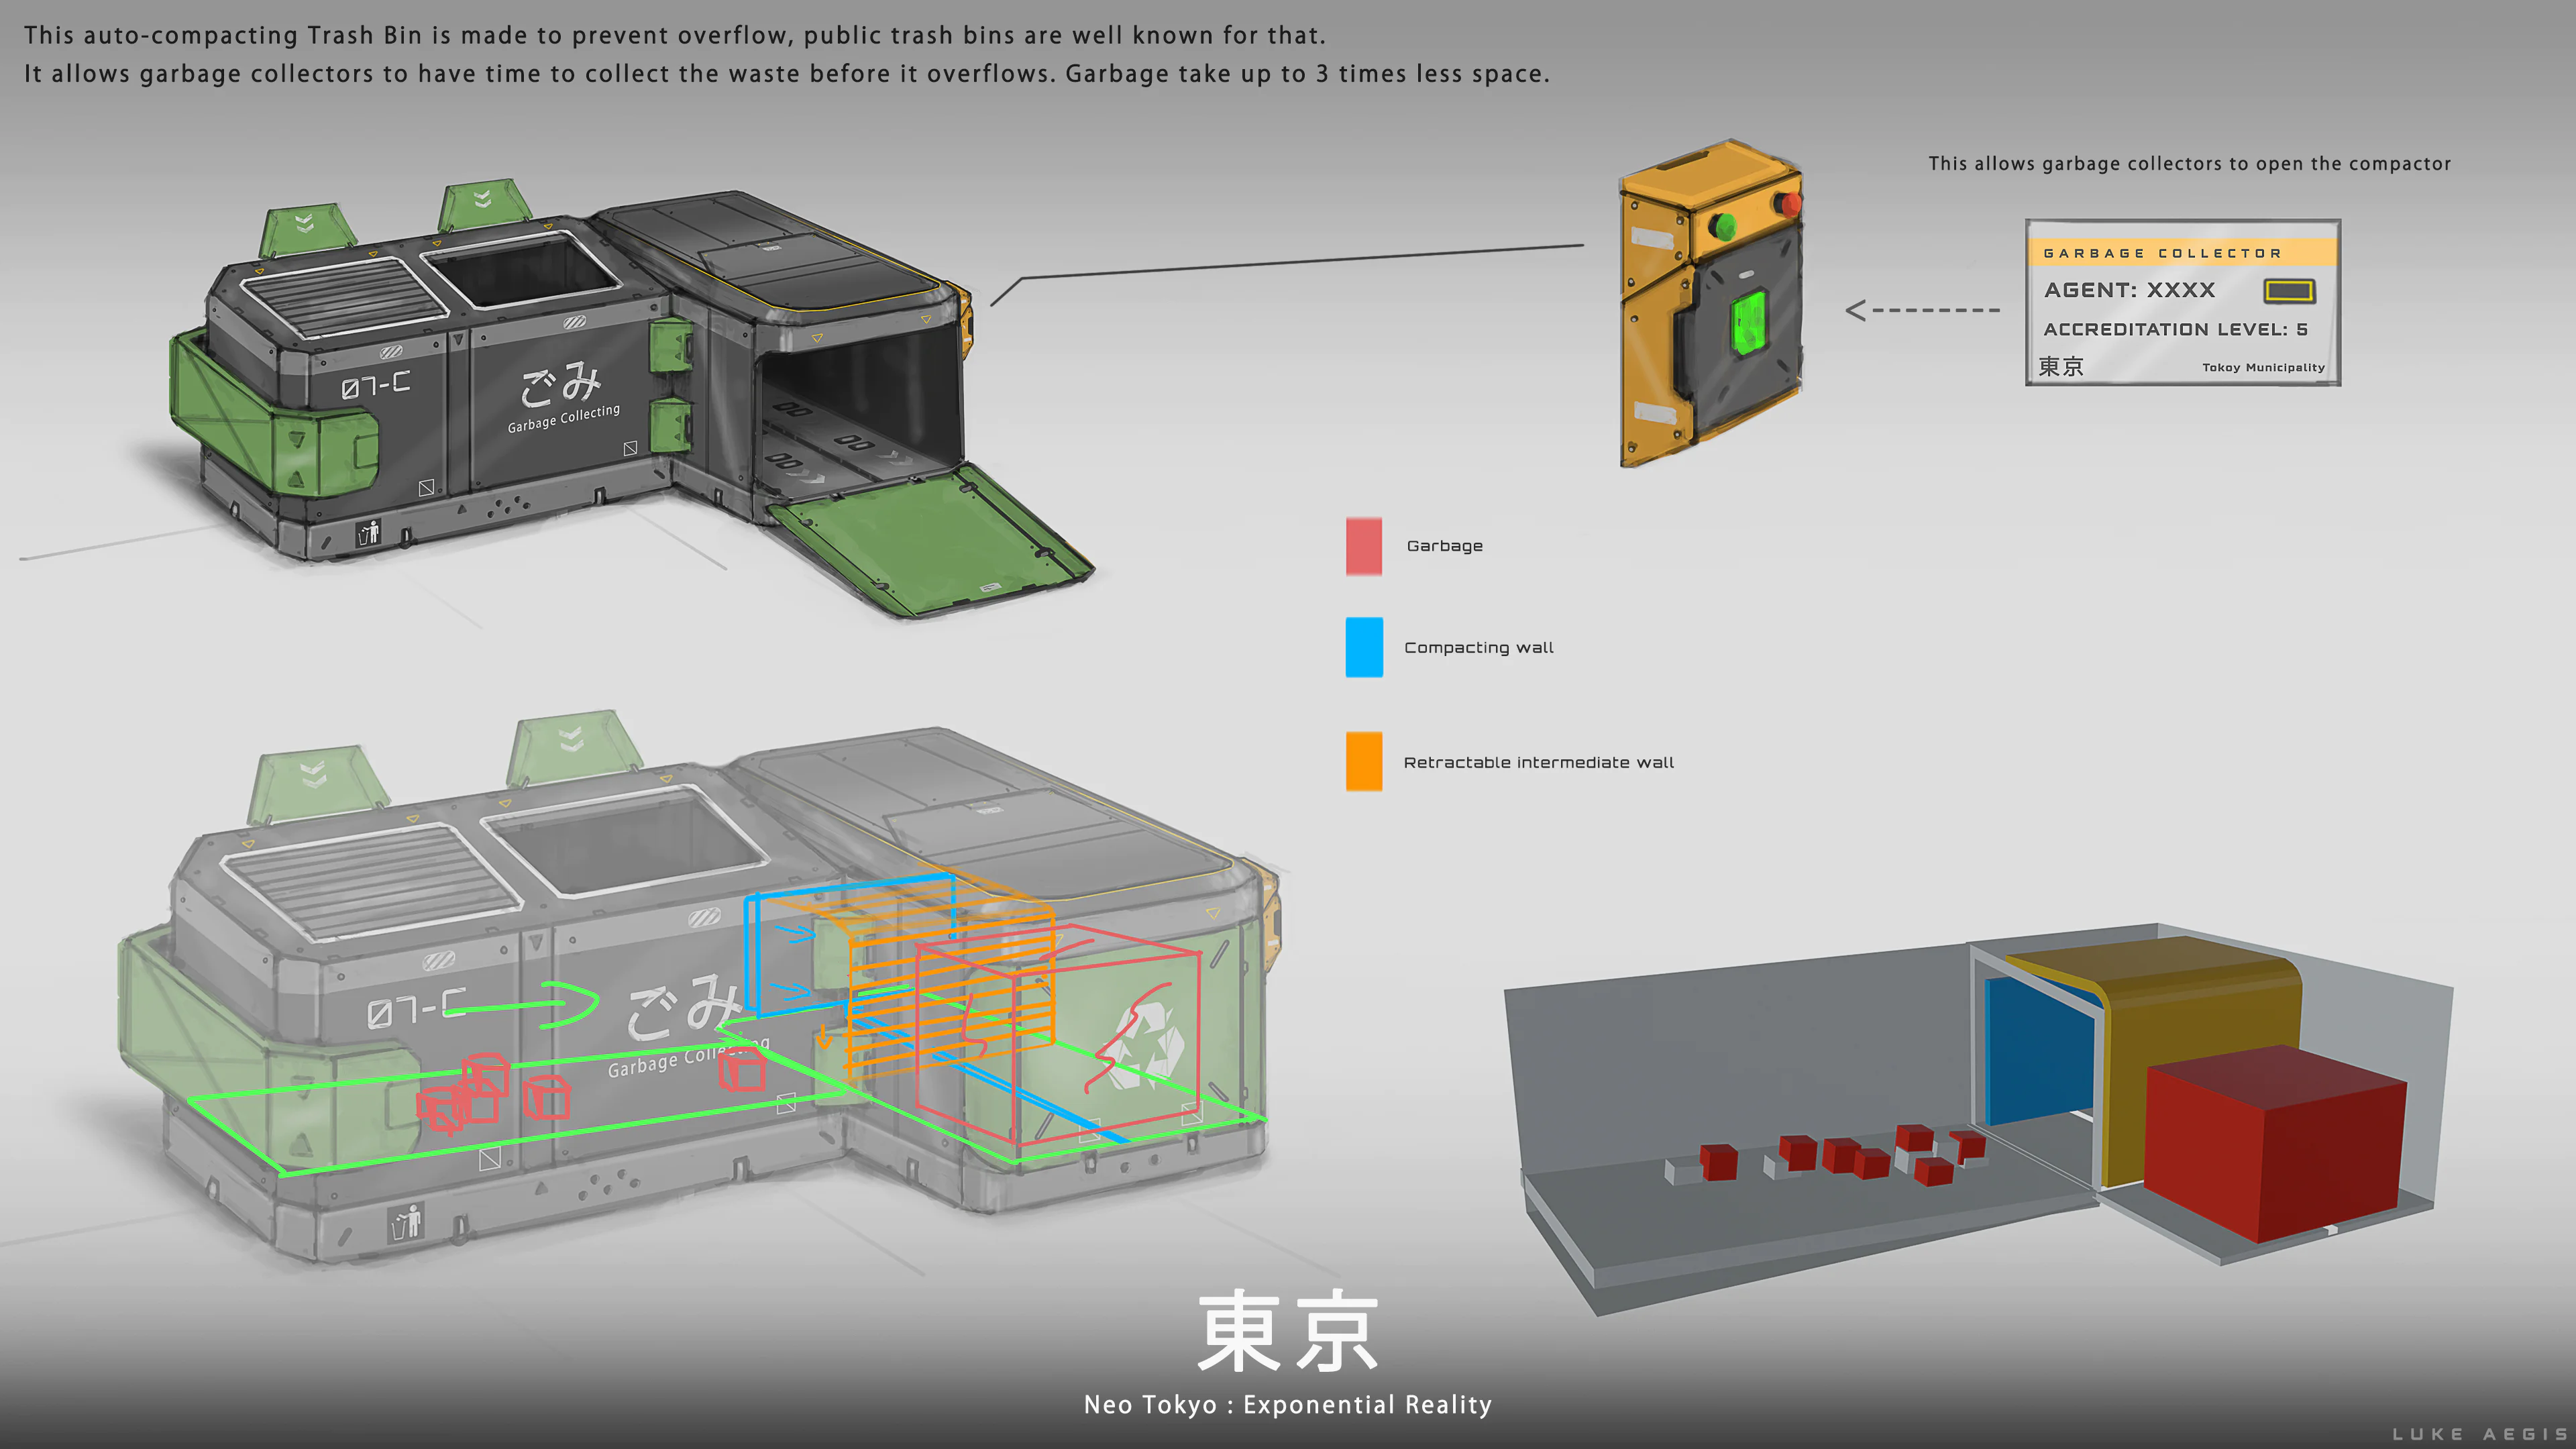 This auto-compacting Trash Bin is made to prevent overflow, public trash bins are well known for that.
It allows garbage collectors to have time to collect the waste before it overflows. Garbage take up to 3 times less space.
This allows garbage collectors to open the compactor
GARBAGE COLLECTOR
AGENT: XXXX
ACCREDITATION LEVEL: 5
東京
Tokoy Municipality
07-C
ごみ
Garbage Collecting
Garbage
Compacting wall
Retractable intermediate wall
07-C
ごみ
Garbage Collecting
東京
Neo Tokyo : Exponential Reality
LUKE AEGIS